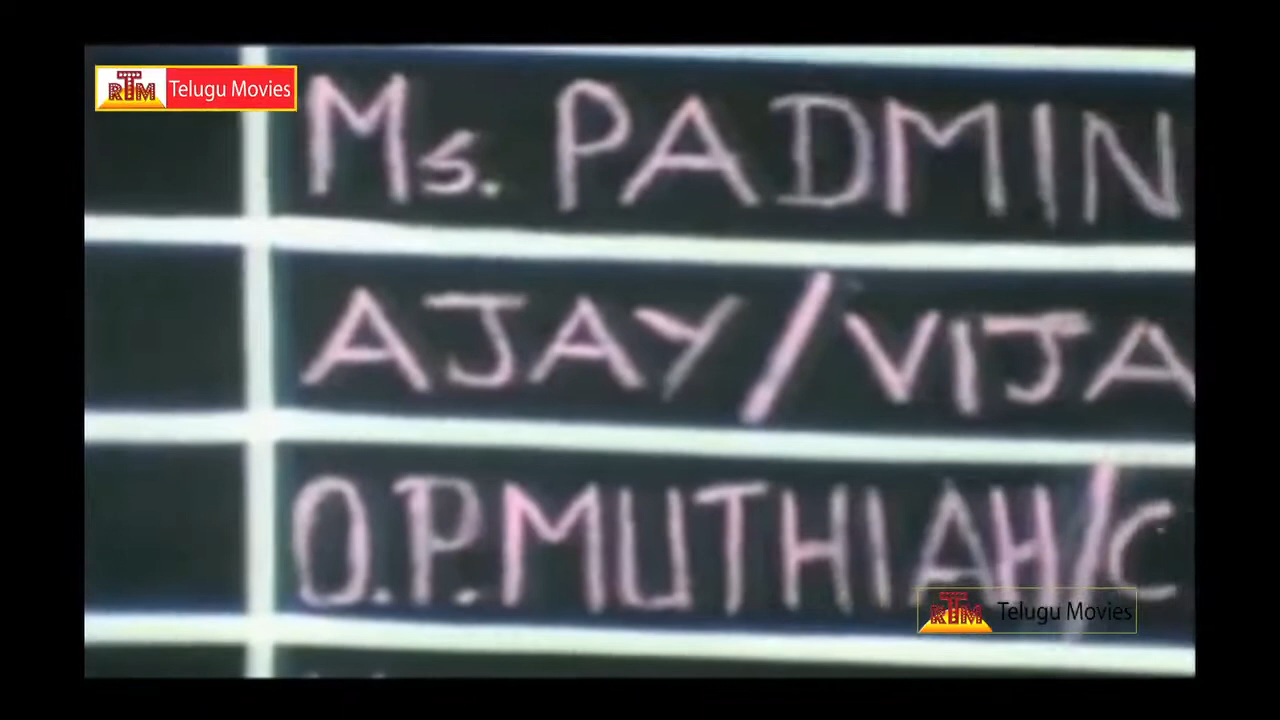 RTM Telugu Movies
Ms. PADMIN
AJAY/VIJA
O.P.MUTHIAH/C
RTM Telugu Movies